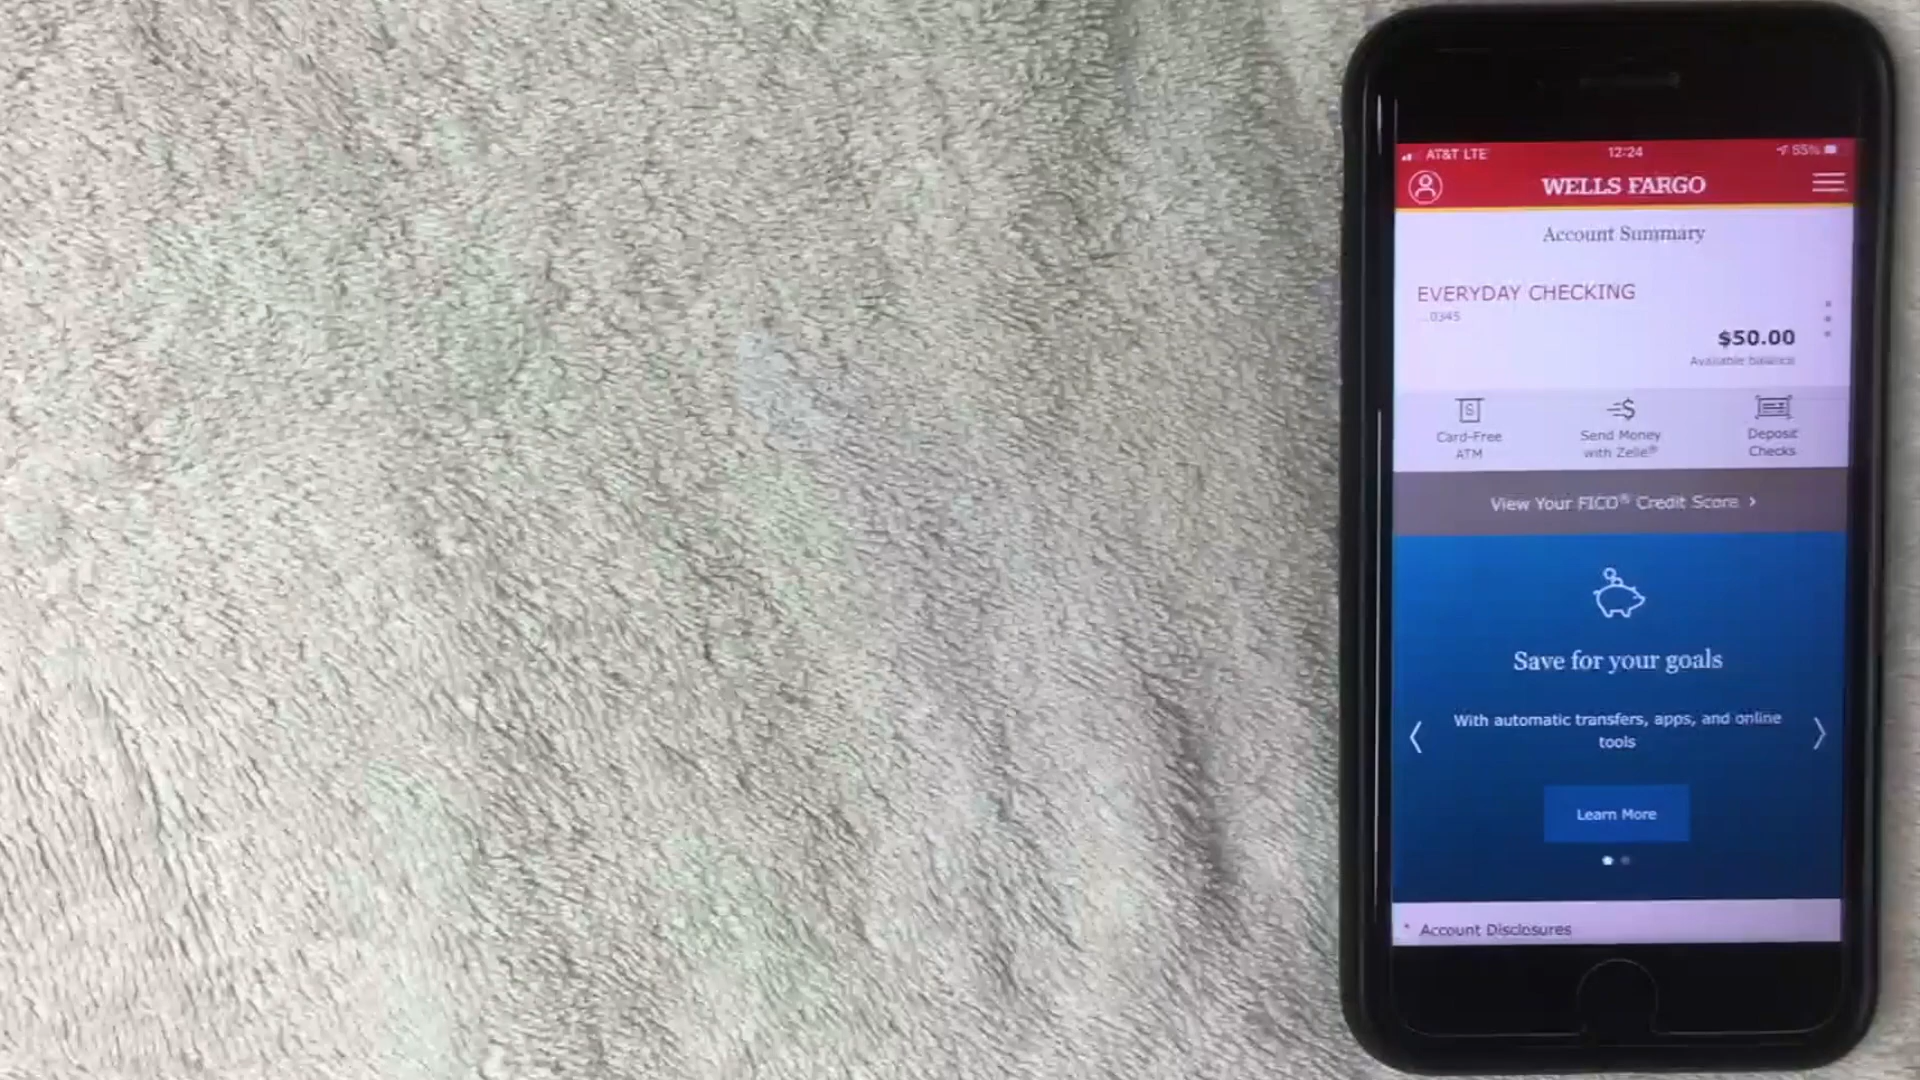 AT&T LTE 12:24 55%
WELLS FARGO
Account Summary
EVERYDAY CHECKING
...0345
$50.00
Available balance
Card-Free
ATM
Send Money
with Zelle®
Deposit
Checks
View Your FICO® Credit Score ›
Save for your goals
With automatic transfers, apps, and online
tools
Learn More
* Account Disclosures